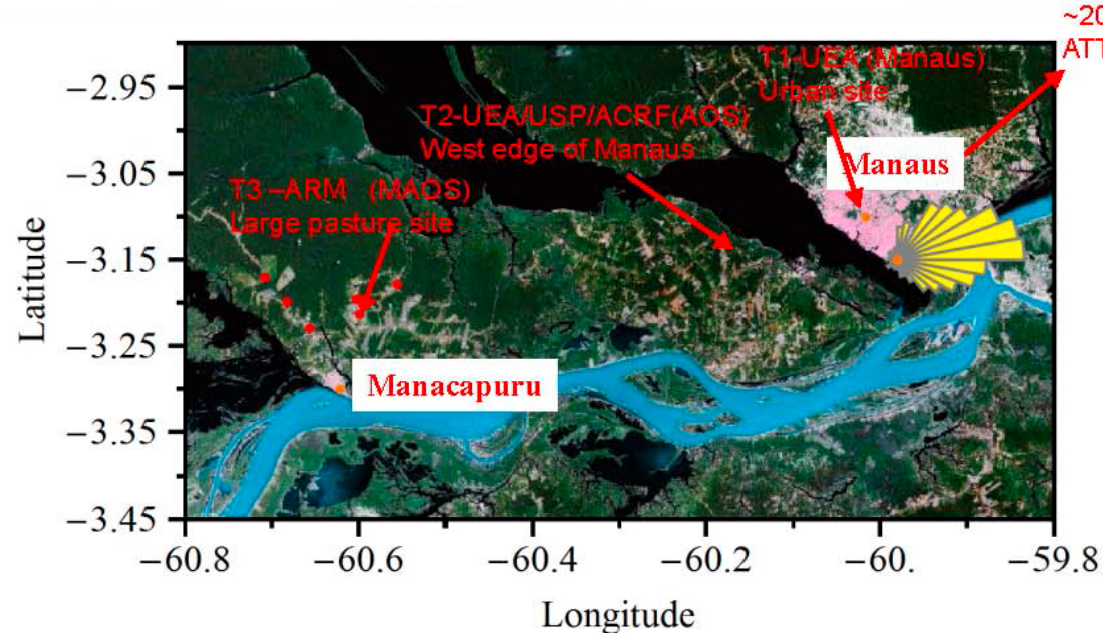 ~20
ATT
T1-UEA (Manaus)
Urban site
T2-UEA/USP/ACRF(AOS)
West edge of Manaus
Manaus
T3 –ARM (MAOS)
Large pasture site
Manacapuru
Latitude
−2.95
−3.05
−3.15
−3.25
−3.35
−3.45
−60.8
−60.6
−60.4
−60.2
−60.
−59.8
Longitude